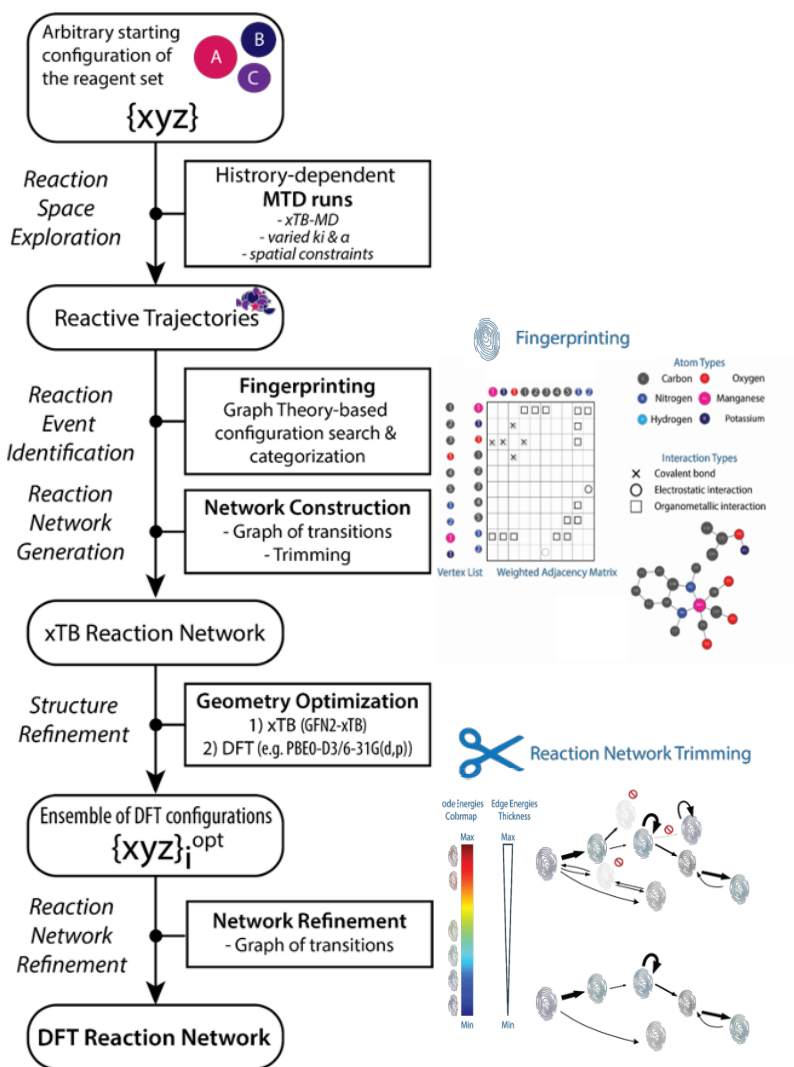 Arbitrary starting
configuration of
the reagent set
A
B
C
{xyz}
Reaction
Space
Exploration
Histrory-dependent
MTD runs
- xTB-MD
- varied ki & α
- spatial constraints
Reactive Trajectories
Reaction
Event
Identification
Fingerprinting
Graph Theory-based
configuration search &
categorization
Reaction
Network
Generation
Network Construction
- Graph of transitions
- Trimming
xTB Reaction Network
Structure
Refinement
Geometry Optimization
1) xTB (GFN2-xTB)
2) DFT (e.g. PBE0-D3/6-31G(d,p))
Ensemble of DFT configurations
{xyz}i opt
Reaction
Network
Refinement
Network Refinement
- Graph of transitions
DFT Reaction Network
Fingerprinting
Atom Types
Carbon
Oxygen
Nitrogen
Manganese
Hydrogen
Potassium
Interaction Types
Covalent bond
Electrostatic interaction
Organometallic interaction
Vertex List
Weighted Adjacency Matrix
Reaction Network Trimming
ode Energies
Colormap
Edge Energies
Thickness
Max
Max
Min
Min